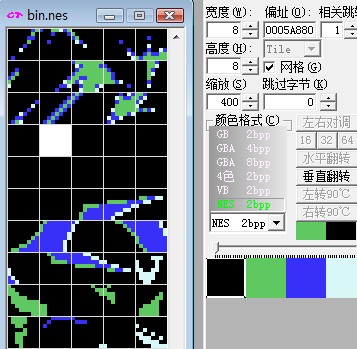 CT bin.nes
宽度(W): 偏址(O): 相关跳
8 0005A880 1
高度(H):
8 Tile 网格(G)
缩放(S) 跳过字节(K)
400 0
颜色格式(C)
GB 2bpp
GBA 4bpp
GBA 8bpp
4色 2bpp
VB 2bpp
NES 2bpp
NES 2bpp
左右对调
16 32 64
水平翻转
垂直翻转
左转90℃
右转90℃